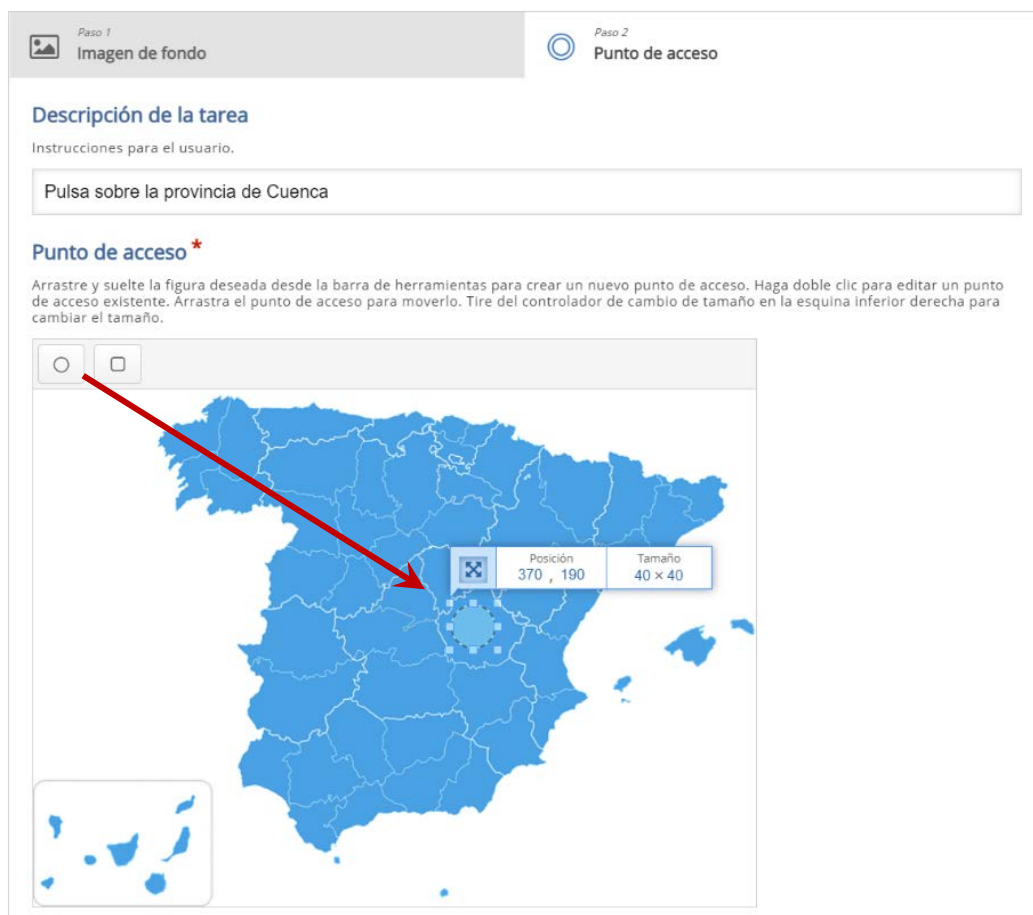 Paso 1
Imagen de fondo
Paso 2
Punto de acceso
Descripción de la tarea
Instrucciones para el usuario.
Pulsa sobre la provincia de Cuenca
Punto de acceso *
Arrastre y suelte la figura deseada desde la barra de herramientas para crear un nuevo punto de acceso. Haga doble clic para editar un punto
de acceso existente. Arrastra el punto de acceso para moverlo. Tire del controlador de cambio de tamaño en la esquina inferior derecha para
cambiar el tamaño.
Posición
370 , 190
Tamaño
40 × 40